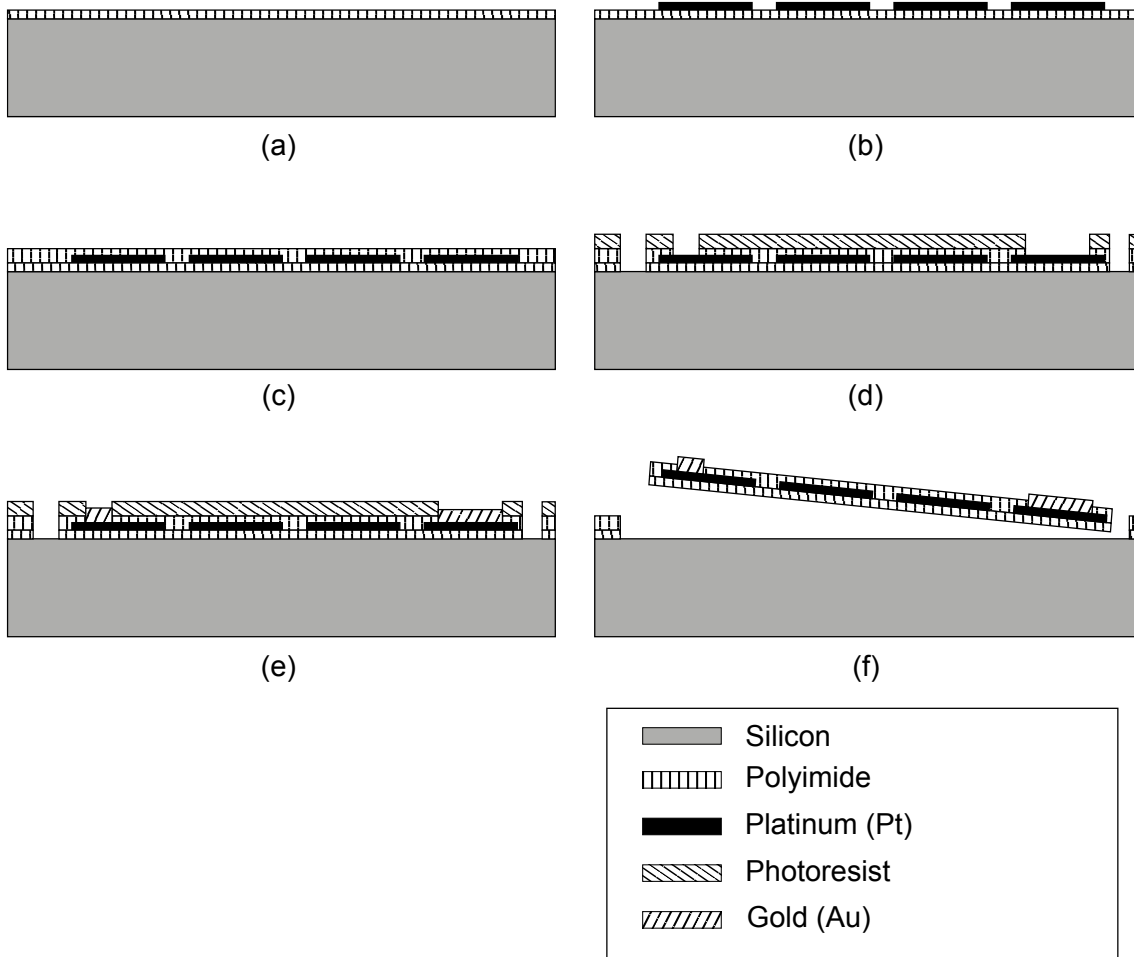 (a)
(b)
(c)
(d)
(e)
(f)
Silicon
Polyimide
Platinum (Pt)
Photoresist
Gold (Au)